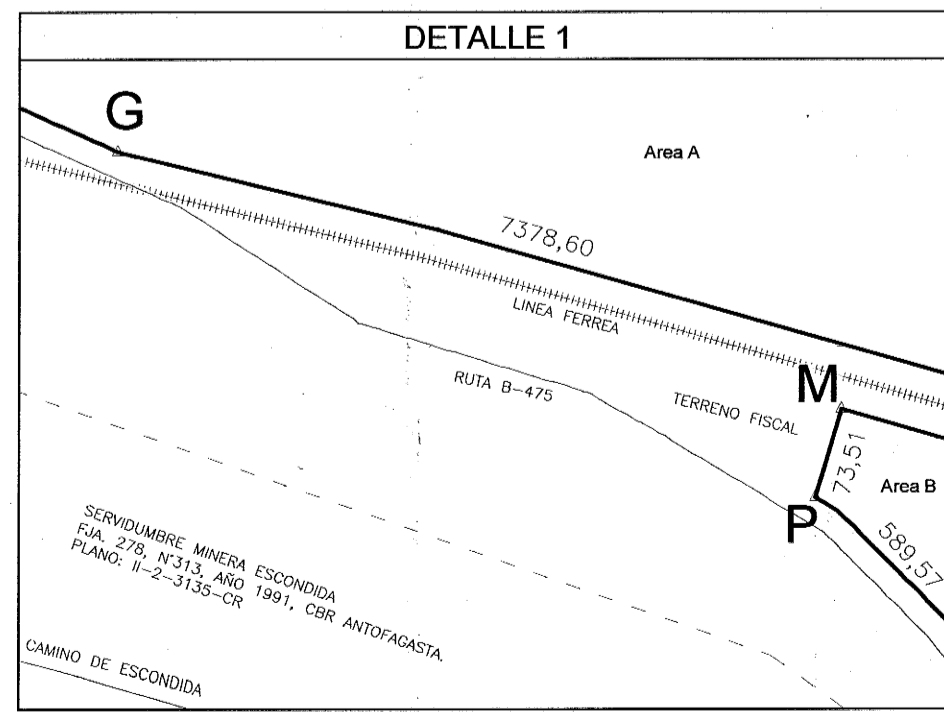 DETALLE 1
G
Area A
7378,60
LINEA FERREA
RUTA B-475
TERRENO FISCAL
M
73,51
Area B
P
589,57
SERVIDUMBRE MINERA ESCONDIDA
FJA. 278, N°313, AÑO 1991, CBR ANTOFAGASTA.
PLANO: II-2-3135-CR
CAMINO DE ESCONDIDA